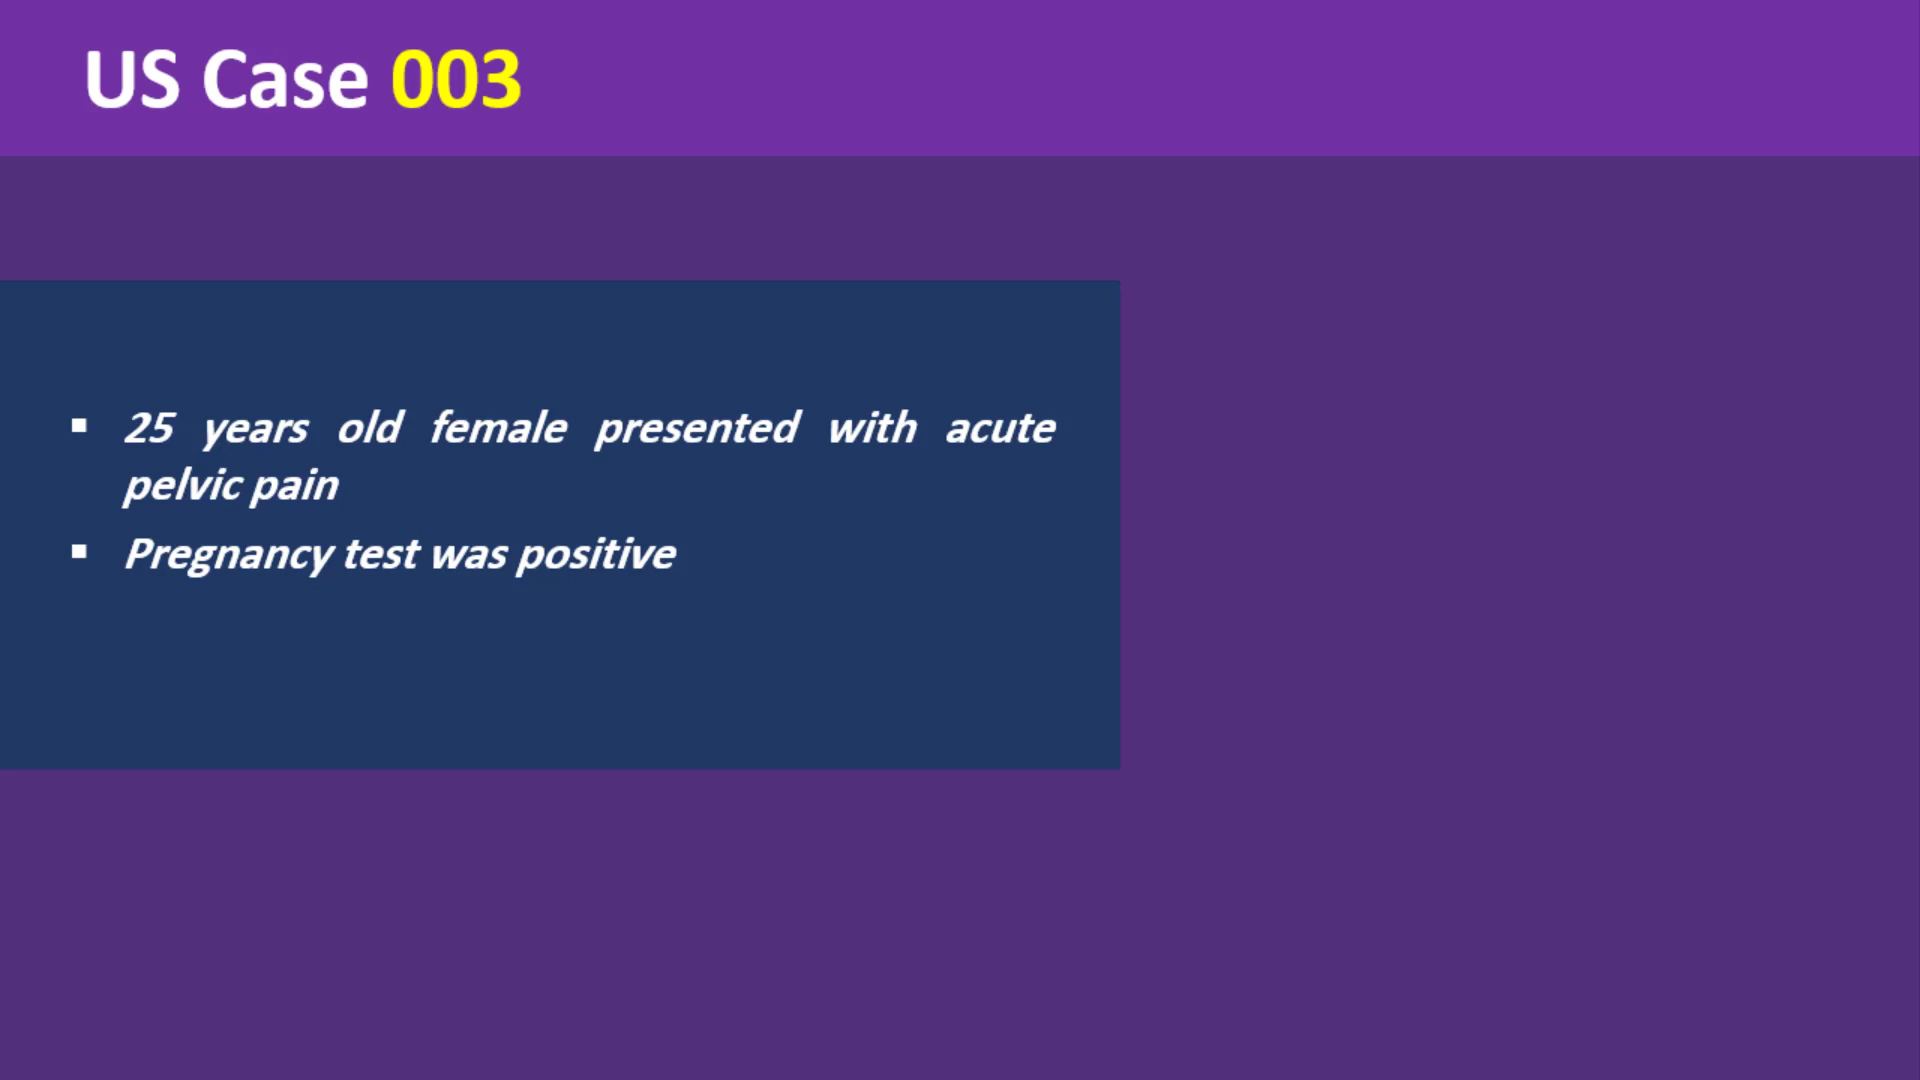 US Case 003
▪ 25 years old female presented with acute
pelvic pain
▪ Pregnancy test was positive